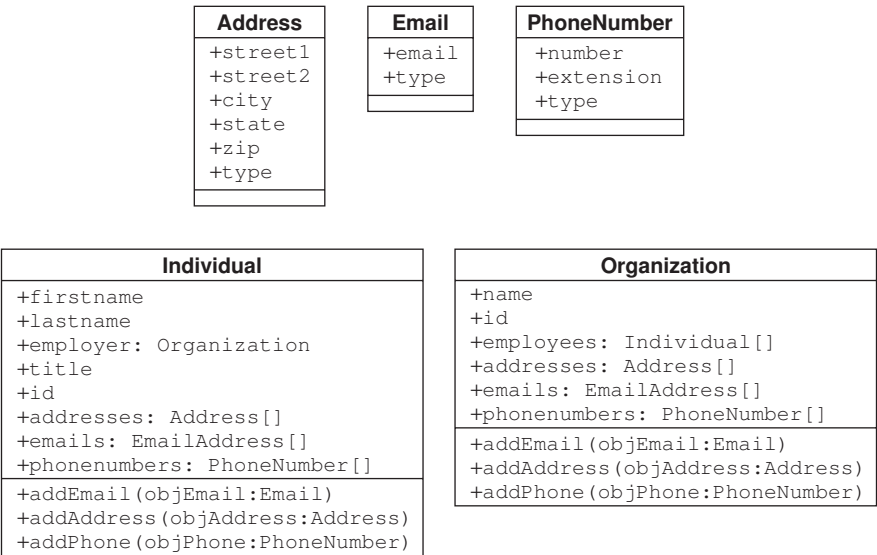 Address
+street1
+street2
+city
+state
+zip
+type
Email
+email
+type
PhoneNumber
+number
+extension
+type
Individual
+firstname
+lastname
+employer: Organization
+title
+id
+addresses: Address[]
+emails: EmailAddress[]
+phonenumbers: PhoneNumber[]
+addEmail(objEmail:Email)
+addAddress(objAddress:Address)
+addPhone(objPhone:PhoneNumber)
Organization
+name
+id
+employees: Individual[]
+addresses: Address[]
+emails: EmailAddress[]
+phonenumbers: PhoneNumber[]
+addEmail(objEmail:Email)
+addAddress(objAddress:Address)
+addPhone(objPhone:PhoneNumber)